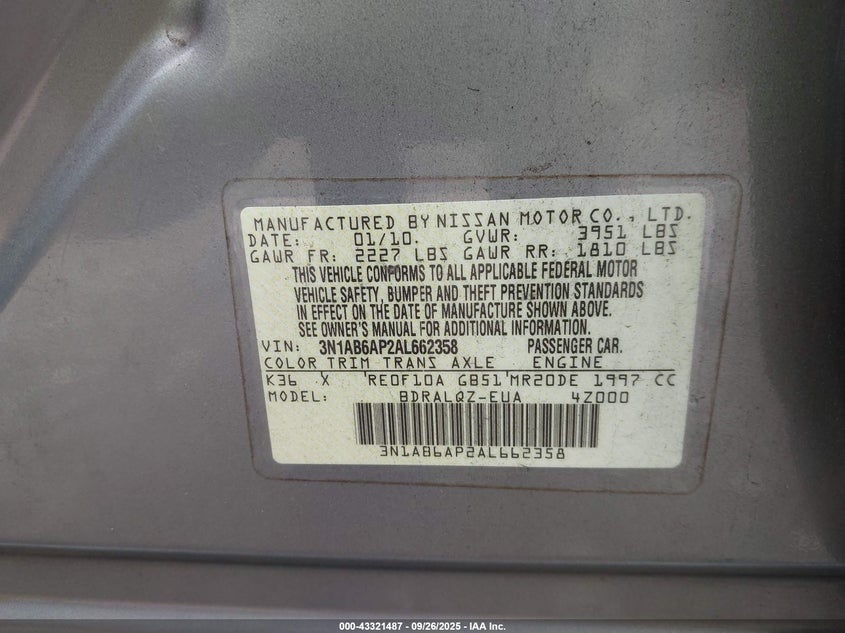 MANUFACTURED BY NISSAN MOTOR CO., LTD.
DATE: 01/10. GVWR: 3951 LBS
GAWR FR: 2227 LBS GAWR RR: 1810 LBS
THIS VEHICLE CONFORMS TO ALL APPLICABLE FEDERAL MOTOR
VEHICLE SAFETY, BUMPER AND THEFT PREVENTION STANDARDS
IN EFFECT ON THE DATE OF MANUFACTURE SHOWN ABOVE.
SEE OWNER'S MANUAL FOR ADDITIONAL INFORMATION.
VIN: 3N1AB6AP2AL662358 PASSENGER CAR.
COLOR TRIM TRANS AXLE ENGINE
K36 X RE0F10A GB51 MR20DE 1997 CC
MODEL: BDRALQZ-EUA 4Z000
3N1AB6AP2AL662358
000-43321487 - 09/26/2025 - IAA Inc.